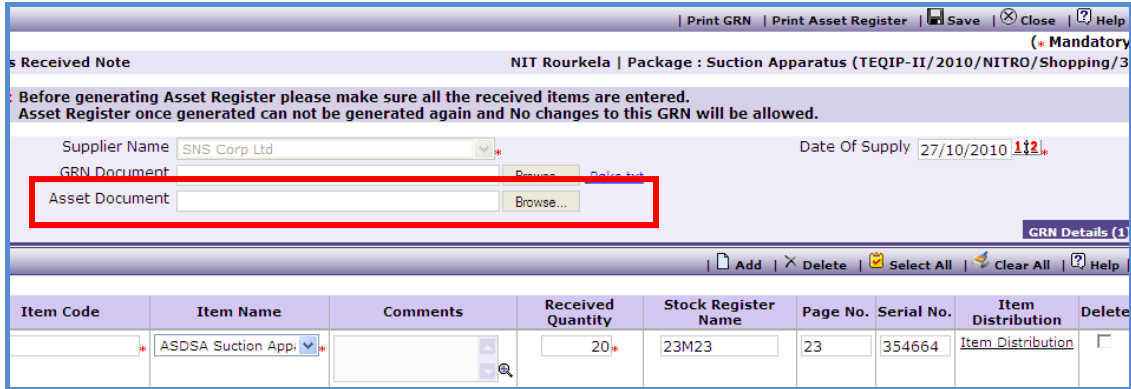 | Print GRN | Print Asset Register | Save | Close | Help
(* Mandatory
s Received Note NIT Rourkela | Package : Suction Apparatus (TEQIP-II/2010/NITRO/Shopping/3
: Before generating Asset Register please make sure all the received items are entered.
Asset Register once generated can not be generated again and No changes to this GRN will be allowed.
Supplier Name SNS Corp Ltd * Date Of Supply 27/10/2010 *
GRN Document Browse...
Asset Document Browse...
GRN Details (1)
| Add | Delete | Select All | Clear All | Help |
Item Code Item Name Comments Received Quantity Stock Register Name Page No. Serial No. Item Distribution Delete
* ASDSA Suction App * 20* 23M23 23 354664 Item Distribution